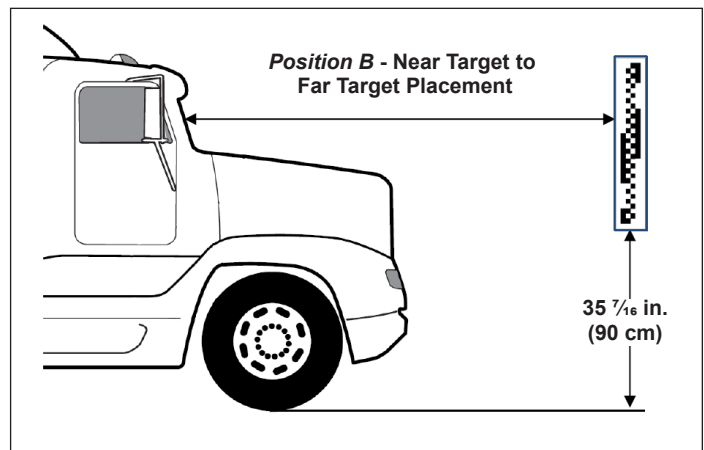 Position B - Near Target to
Far Target Placement
35 ⁷⁄₁₆ in.
(90 cm)